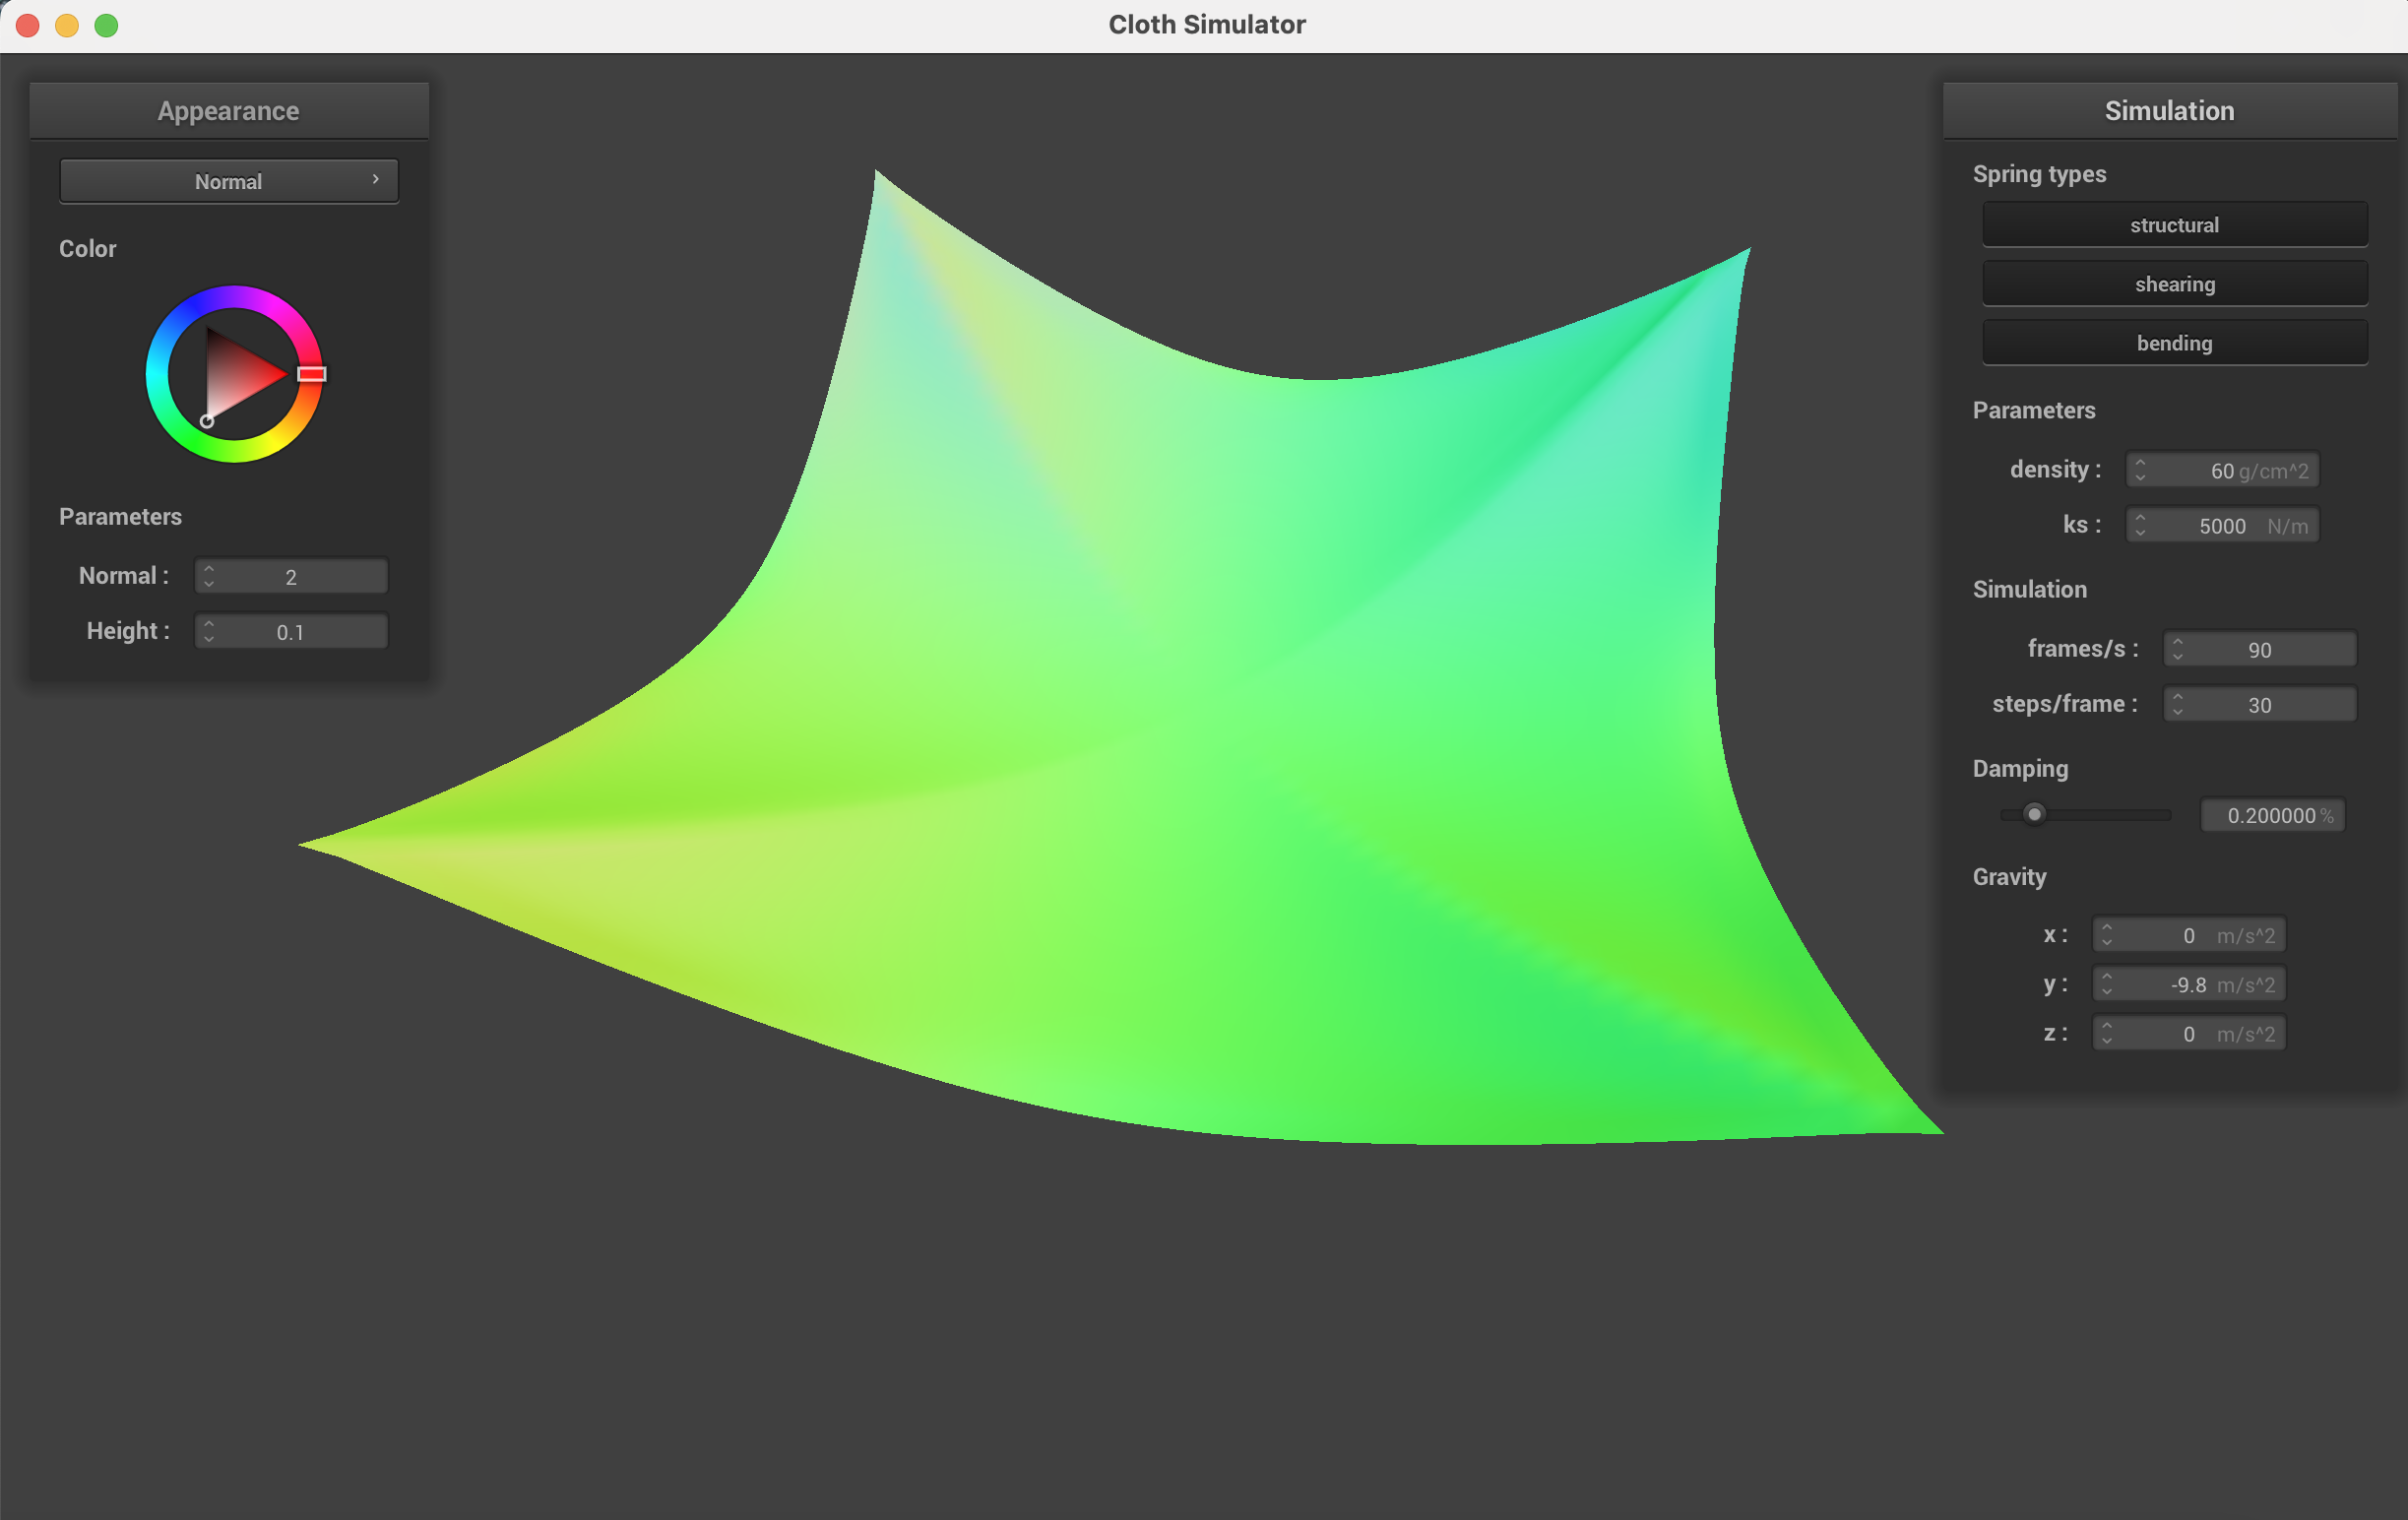 Cloth Simulator
Appearance
Normal
Color
Parameters
Normal : 2
Height : 0.1
Simulation
Spring types
structural
shearing
bending
Parameters
density : 60 g/cm^2
ks : 5000 N/m
Simulation
frames/s : 90
steps/frame : 30
Damping
0.200000 %
Gravity
x : 0 m/s^2
y : -9.8 m/s^2
z : 0 m/s^2